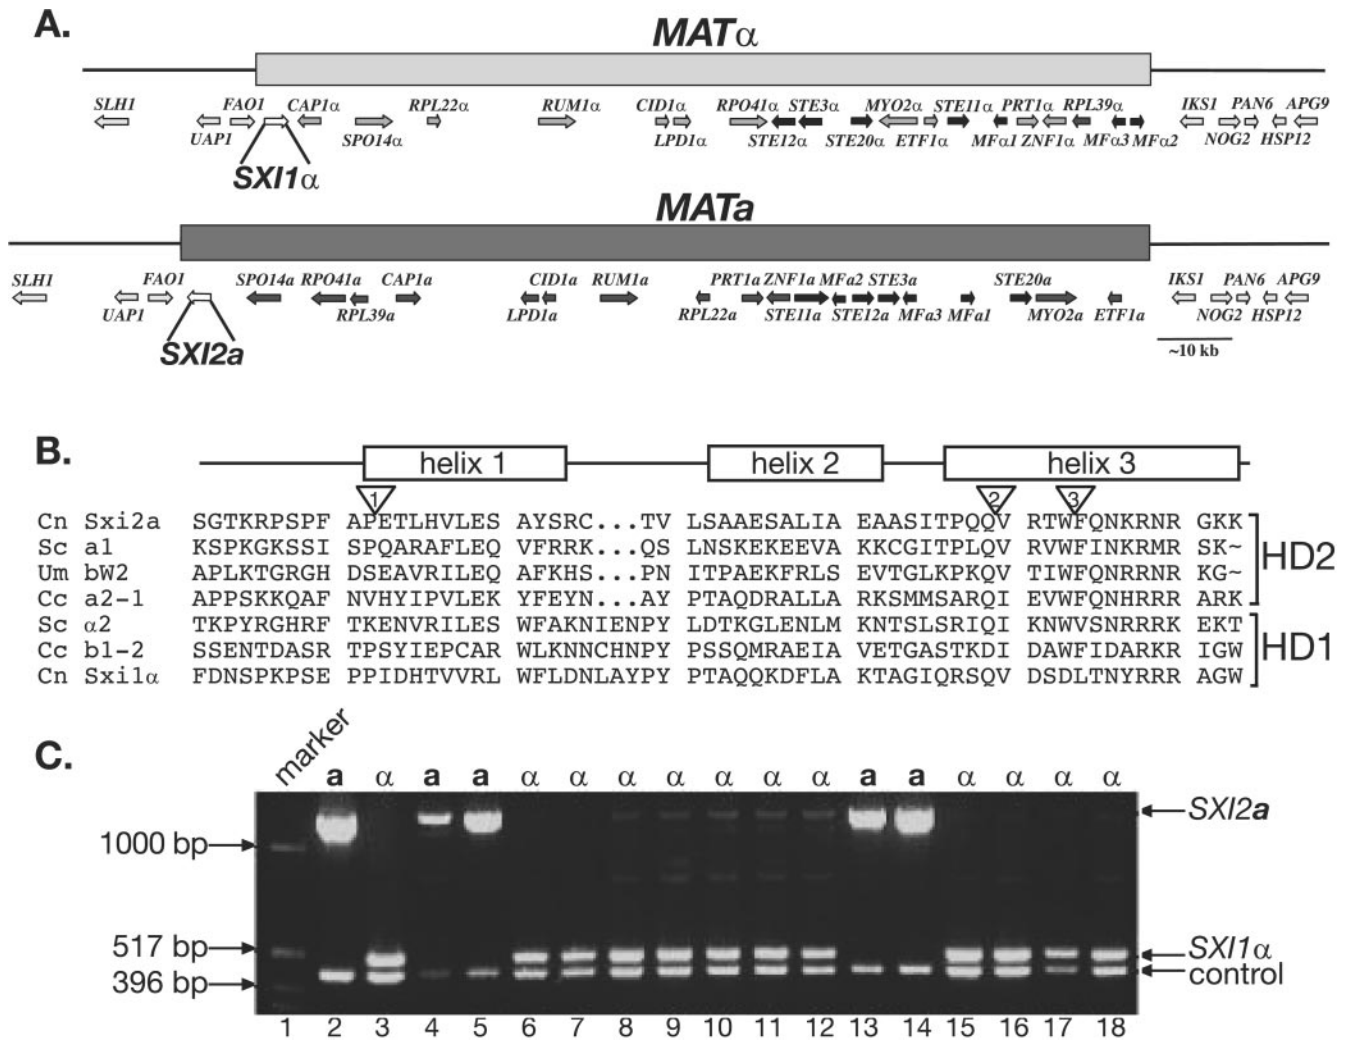 A.
MATα
SLH1 FAO1 CAP1α RPL22α RUM1α CID1α RPO41α STE3α MYO2α STE11α PRT1α RPL39α IKS1 PAN6 APG9
UAP1 SPO14α LPD1α STE12α STE20α ETF1α MFα1 ZNF1α MFα3 MFα2 NOG2 HSP12
SXI1α
MATa
SLH1 FAO1 SPO14a RPO41a CAP1a CID1a RUM1a PRT1a ZNF1a MFa2 STE3a STE20a IKS1 PAN6 APG9
UAP1 RPL39a LPD1a RPL22a STE11a STE12a MFa3 MFa1 MYO2a ETF1a NOG2 HSP12
SXI2a
~10 kb
B.
helix 1 helix 2 helix 3
1 2 3
Cn Sxi2a SGTKRPSPF APETLHVLES AYSRC...TV LSAAESALIA EAASITPQQV RTWFQNKRNR GKK
Sc a1 KSPKGKSSI SPQARAFLEQ VFRRK...QS LNSKEKEEVA KKCGITPLQV RVWFINKRMR SK~
Um bW2 APLKTGRGH DSEAVRILEQ AFKHS...PN ITPAEKFRLS EVTGLKPKQV TIWFQNRRNR KG~
Cc a2-1 APPSKKQAF NVHYIPVLEK YFEYN...AY PTAQDRALLA RKSMMSARQI EVWFQNHRRR ARK
HD2
Sc α2 TKPYRGHRF TKENVRILES WFAKNIENPY LDTKGLENLM KNTSLSRIQI KNWVSNRRRK EKT
Cc b1-2 SSENTDASR TPSYIEPCAR WLKNNCHNPY PSSQMRAEIA VETGASTKDI DAWFIDARKR IGW
Cn Sxi1α FDNSPKPSE PPIDHTVVRL WFLDNLAYPY PTAQQKDFLA KTAGIQRSQV DSDLTNYRRR AGW
HD1
C.
marker a α a a α α α α α α α a a α α α α
SXI2a
1000 bp
517 bp
SXI1α
396 bp
control
1 2 3 4 5 6 7 8 9 10 11 12 13 14 15 16 17 18